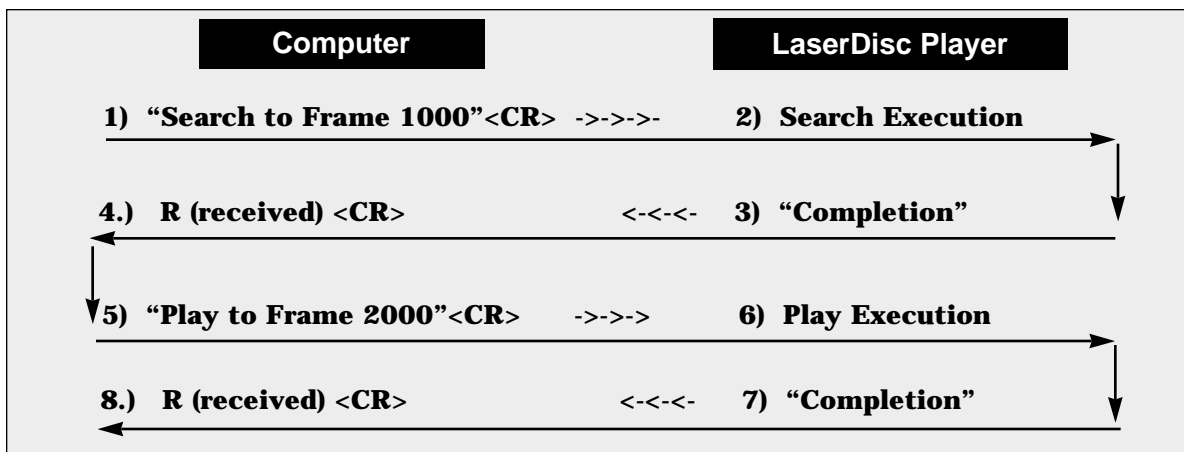 Computer LaserDisc Player
1) “Search to Frame 1000”<CR> ->->->- 2) Search Execution
4.) R (received) <CR> <-<-<- 3) “Completion”
5) “Play to Frame 2000”<CR> ->->-> 6) Play Execution
8.) R (received) <CR> <-<-<- 7) “Completion”